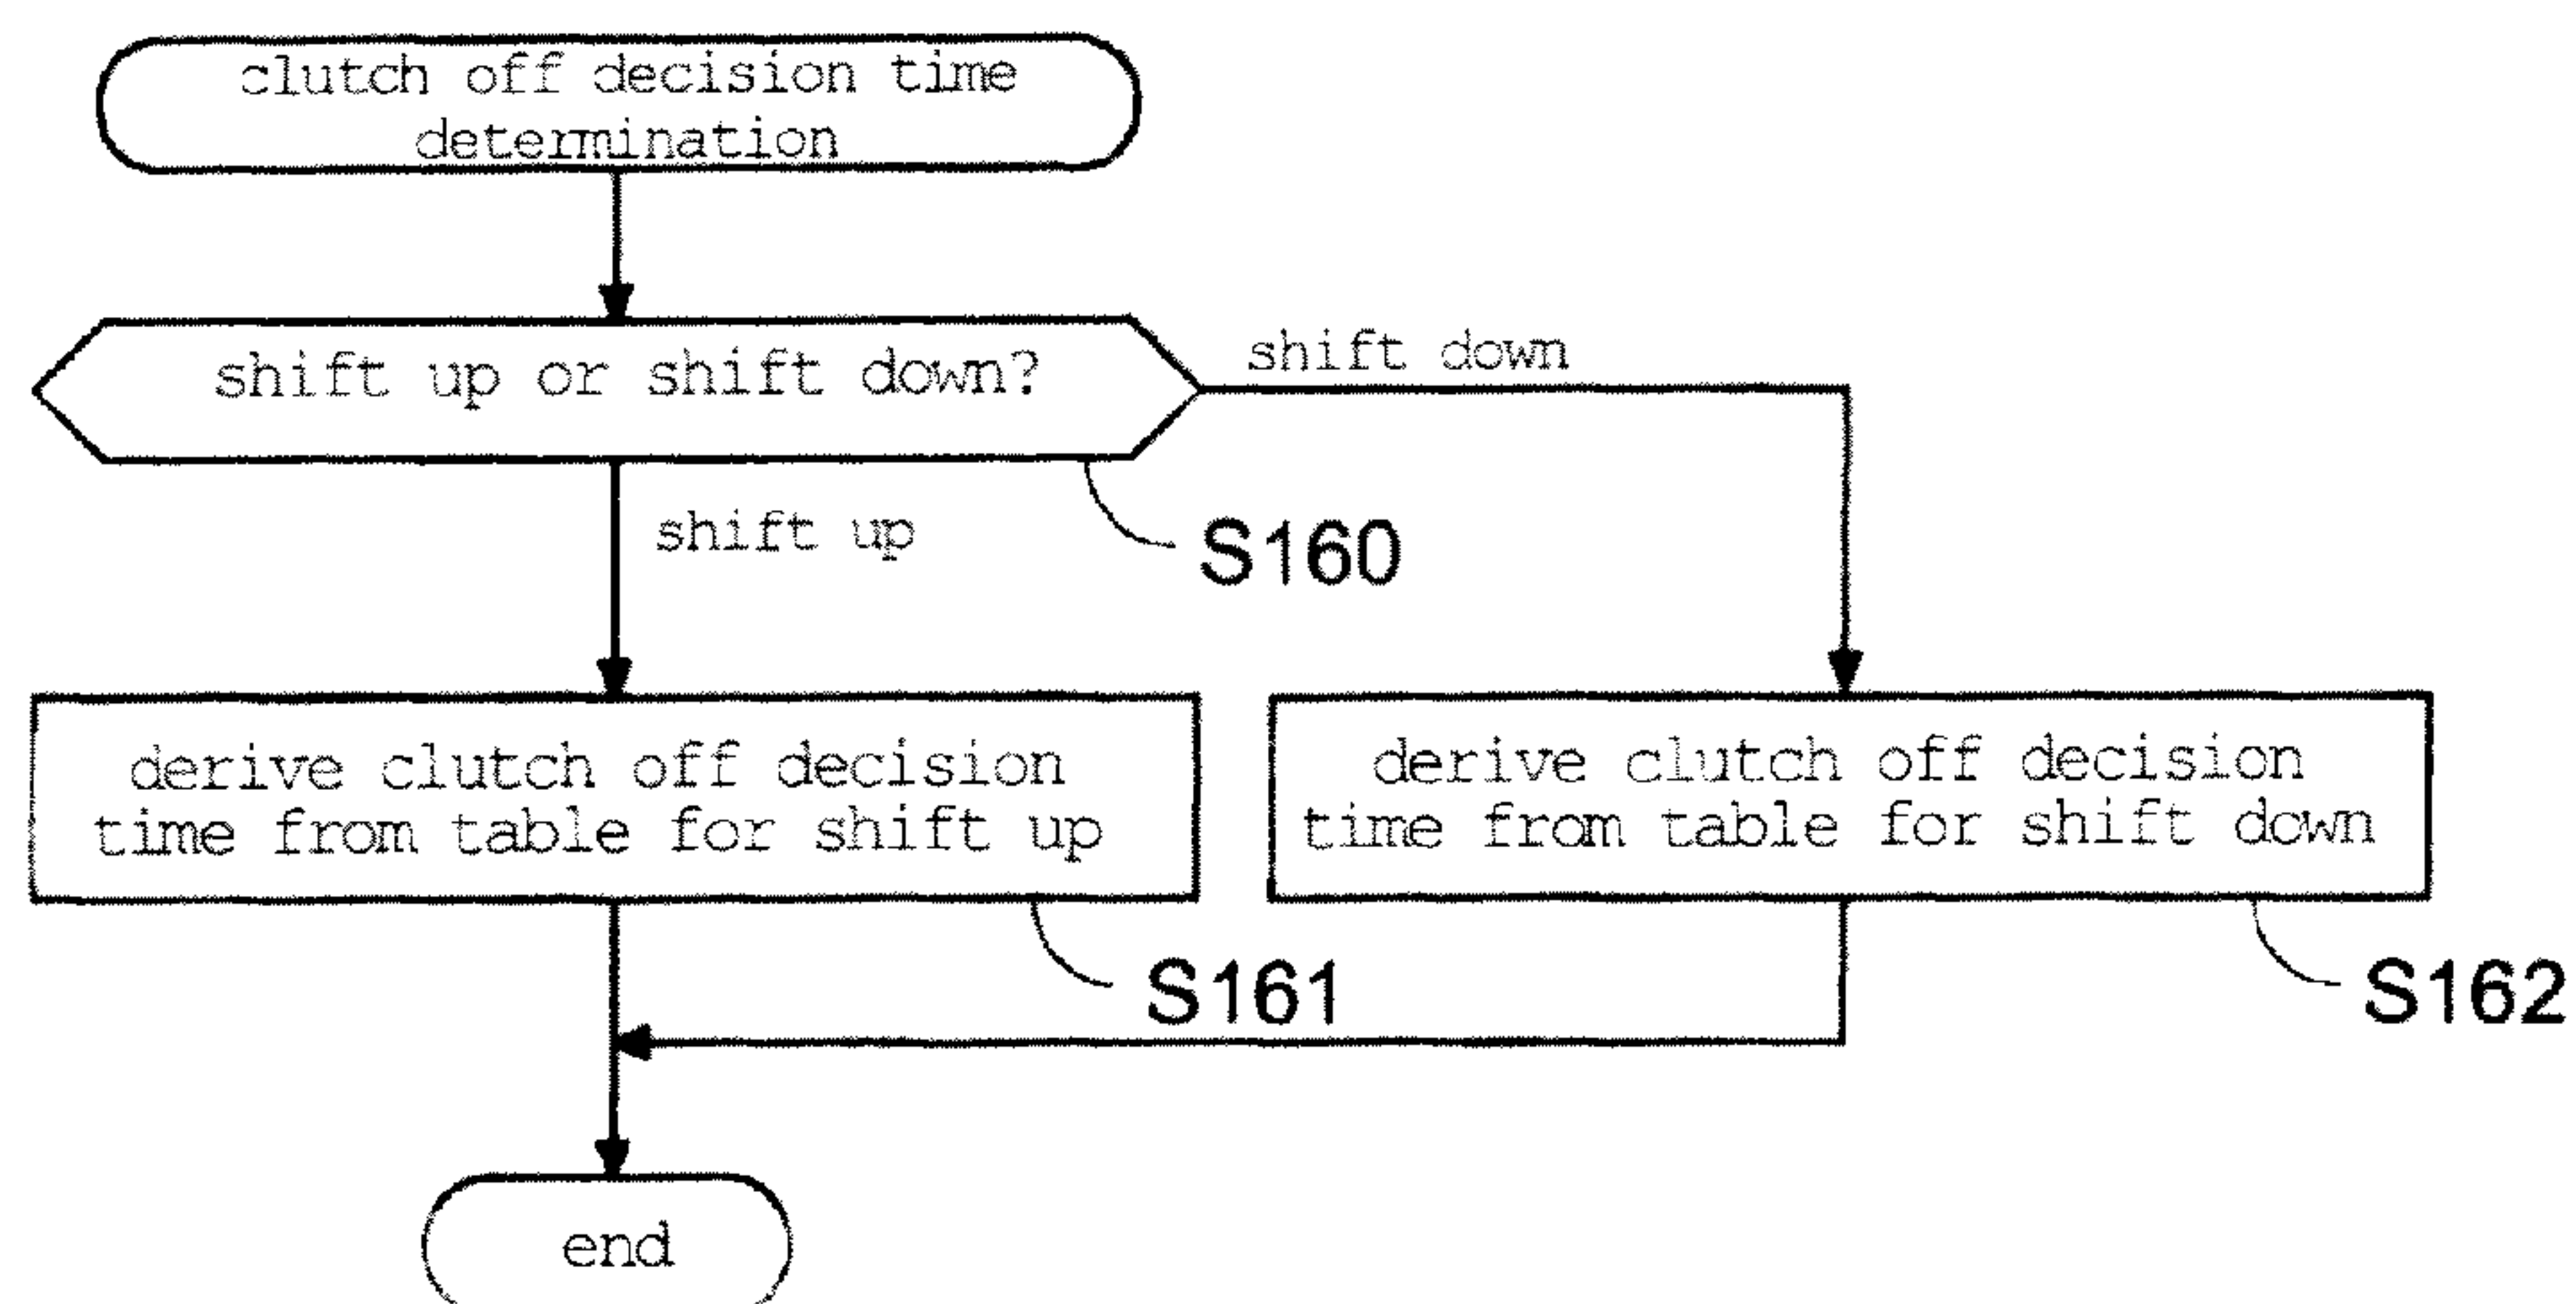 clutch off decision time
determination
shift up or shift down?
shift down
shift up
S160
derive clutch off decision
time from table for shift up
derive clutch off decision
time from table for shift down
S161
S162
end